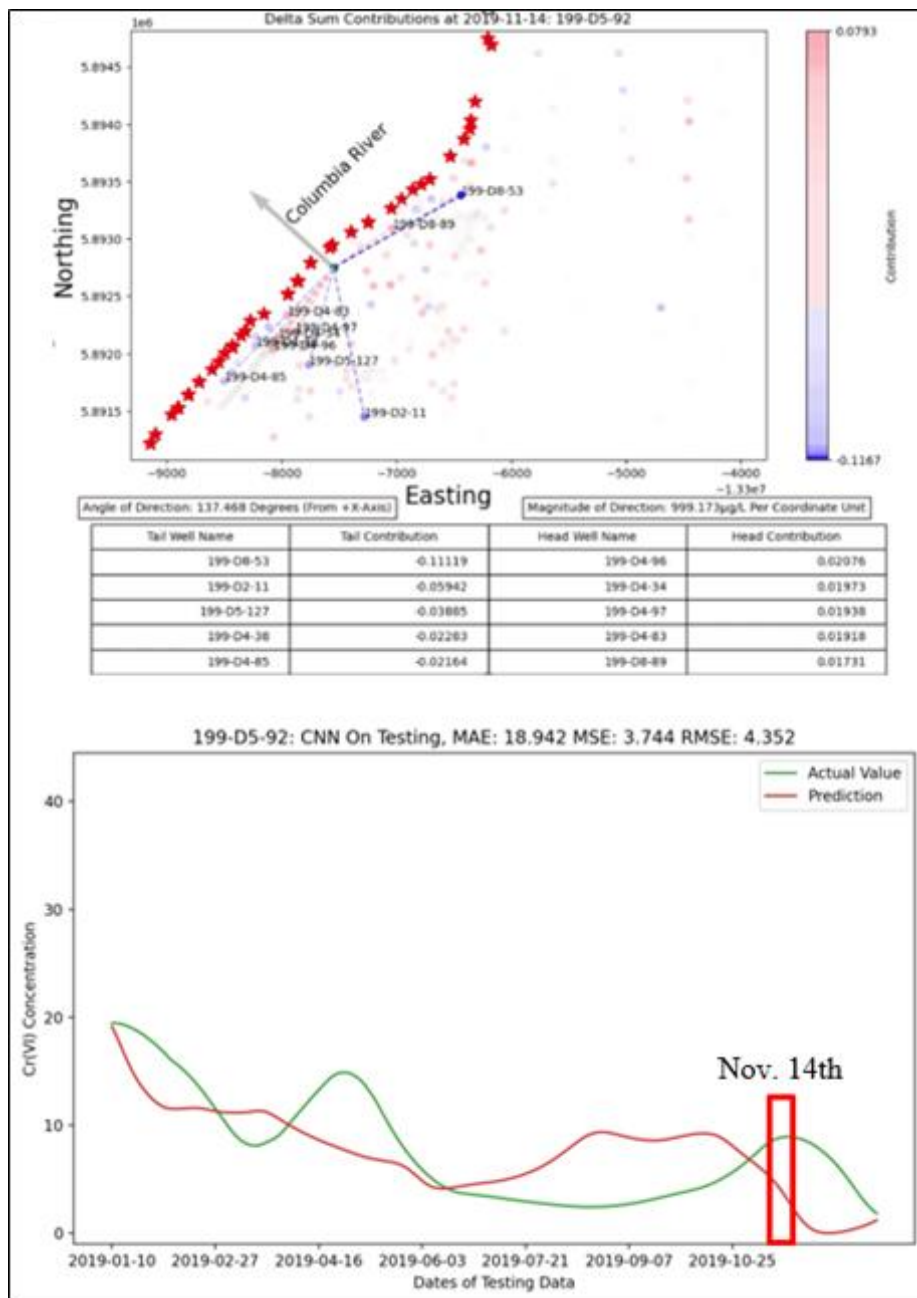 Delta Sum Contributions at 2019-11-14: 199-D5-92
1e6
5.8945
5.8940
5.8935
5.8930
5.8925
5.8920
5.8915
Northing
Columbia River
199-D8-53
199-D8-89
199-D4-83
199-D4-97
199-D4-96
199-D5-127
199-D4-85
199-D2-11
−9000
−8000
−7000
−6000
−5000
−4000
−1.33e7
Easting
0.0793
Contribution
-0.1167
Angle of Direction: 137.468 Degrees (From +X-Axis)
Magnitude of Direction: 999.173μg/L Per Coordinate Unit
Tail Well Name Tail Contribution Head Well Name Head Contribution
199-D8-53 -0.11119 199-D4-96 0.02076
199-D2-11 -0.05942 199-D4-34 0.01973
199-D5-127 -0.03885 199-D4-97 0.01938
199-D4-38 -0.02283 199-D4-83 0.01918
199-D4-85 -0.02164 199-D8-89 0.01731
199-D5-92: CNN On Testing, MAE: 18.942 MSE: 3.744 RMSE: 4.352
Actual Value
Prediction
40
30
20
10
0
Cr(VI) Concentration
Nov. 14th
2019-01-10
2019-02-27
2019-04-16
2019-06-03
2019-07-21
2019-09-07
2019-10-25
Dates of Testing Data